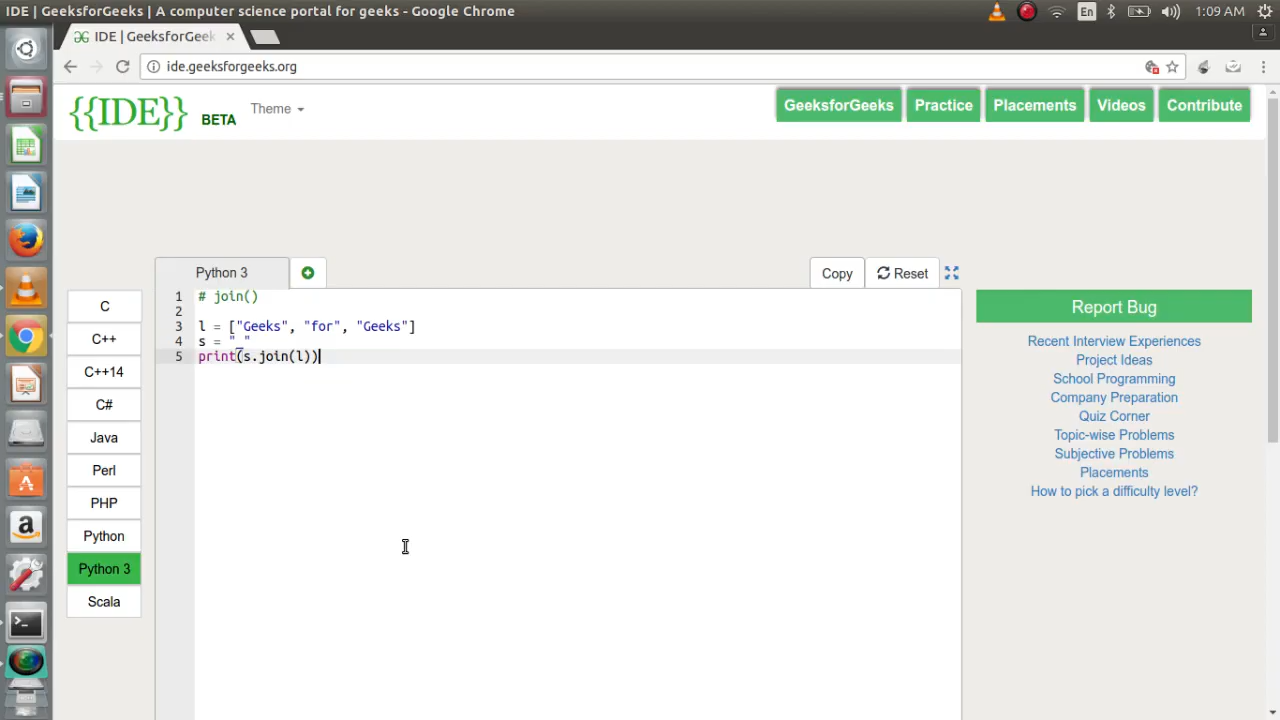 IDE | GeeksforGeeks | A computer science portal for geeks - Google Chrome
En
1:09 AM
IDE | GeeksforGeek
ide.geeksforgeeks.org
{{IDE}} BETA
Theme
GeeksforGeeks
Practice
Placements
Videos
Contribute
Python 3
Copy
Reset
C
C++
C++14
C#
Java
Perl
PHP
Python
Python 3
Scala
1 # join()
2
3 l = ["Geeks", "for", "Geeks"]
4 s = "_"
5 print(s.join(l))
Report Bug
Recent Interview Experiences
Project Ideas
School Programming
Company Preparation
Quiz Corner
Topic-wise Problems
Subjective Problems
Placements
How to pick a difficulty level?